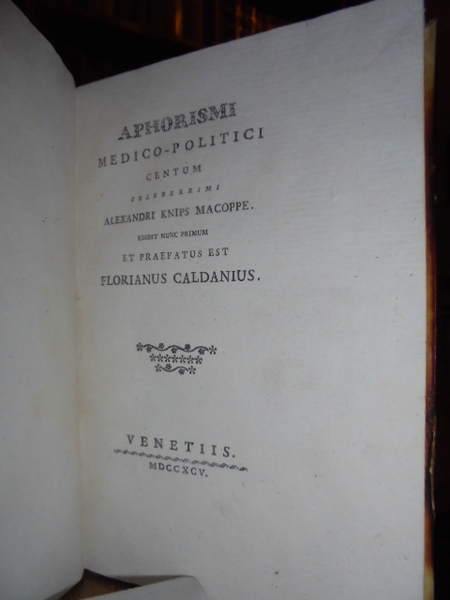 APHORISMI
MEDICO-POLITICI
CENTUM
CELEBERRIMI
ALEXANDRI KNIPS MACOPPE.
EDIDIT NUNC PRIMUM
ET PRAEFATUS EST
FLORIANUS CALDANIUS.
VENETIIS.
MDCCXCV.